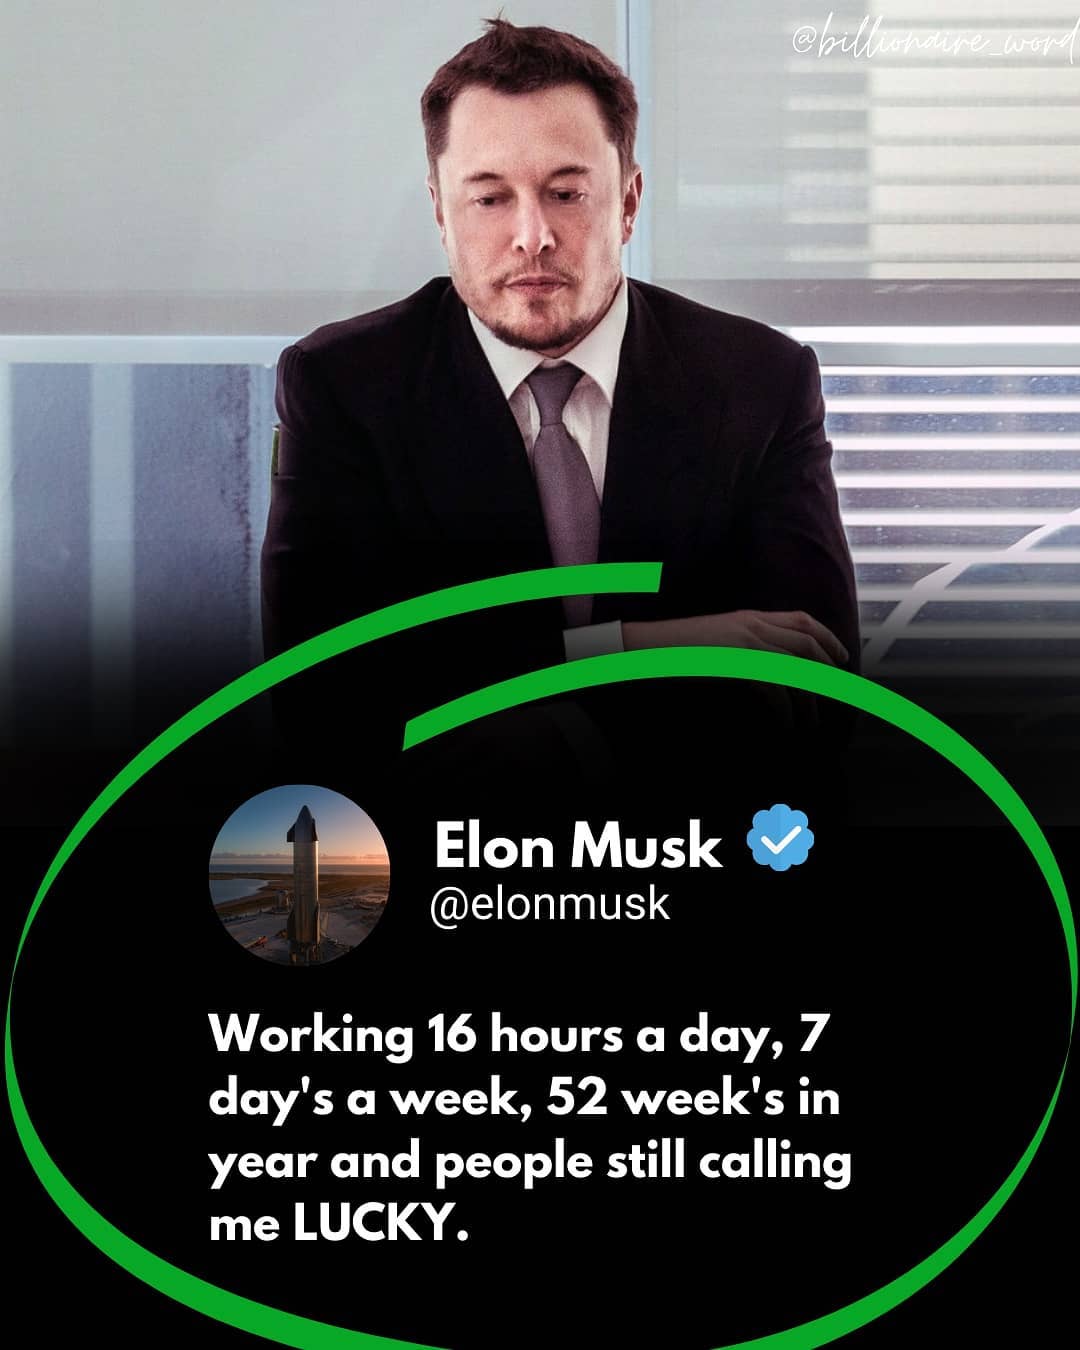 @billionaire_word
Elon Musk
@elonmusk
Working 16 hours a day, 7
day's a week, 52 week's in
year and people still calling
me LUCKY.